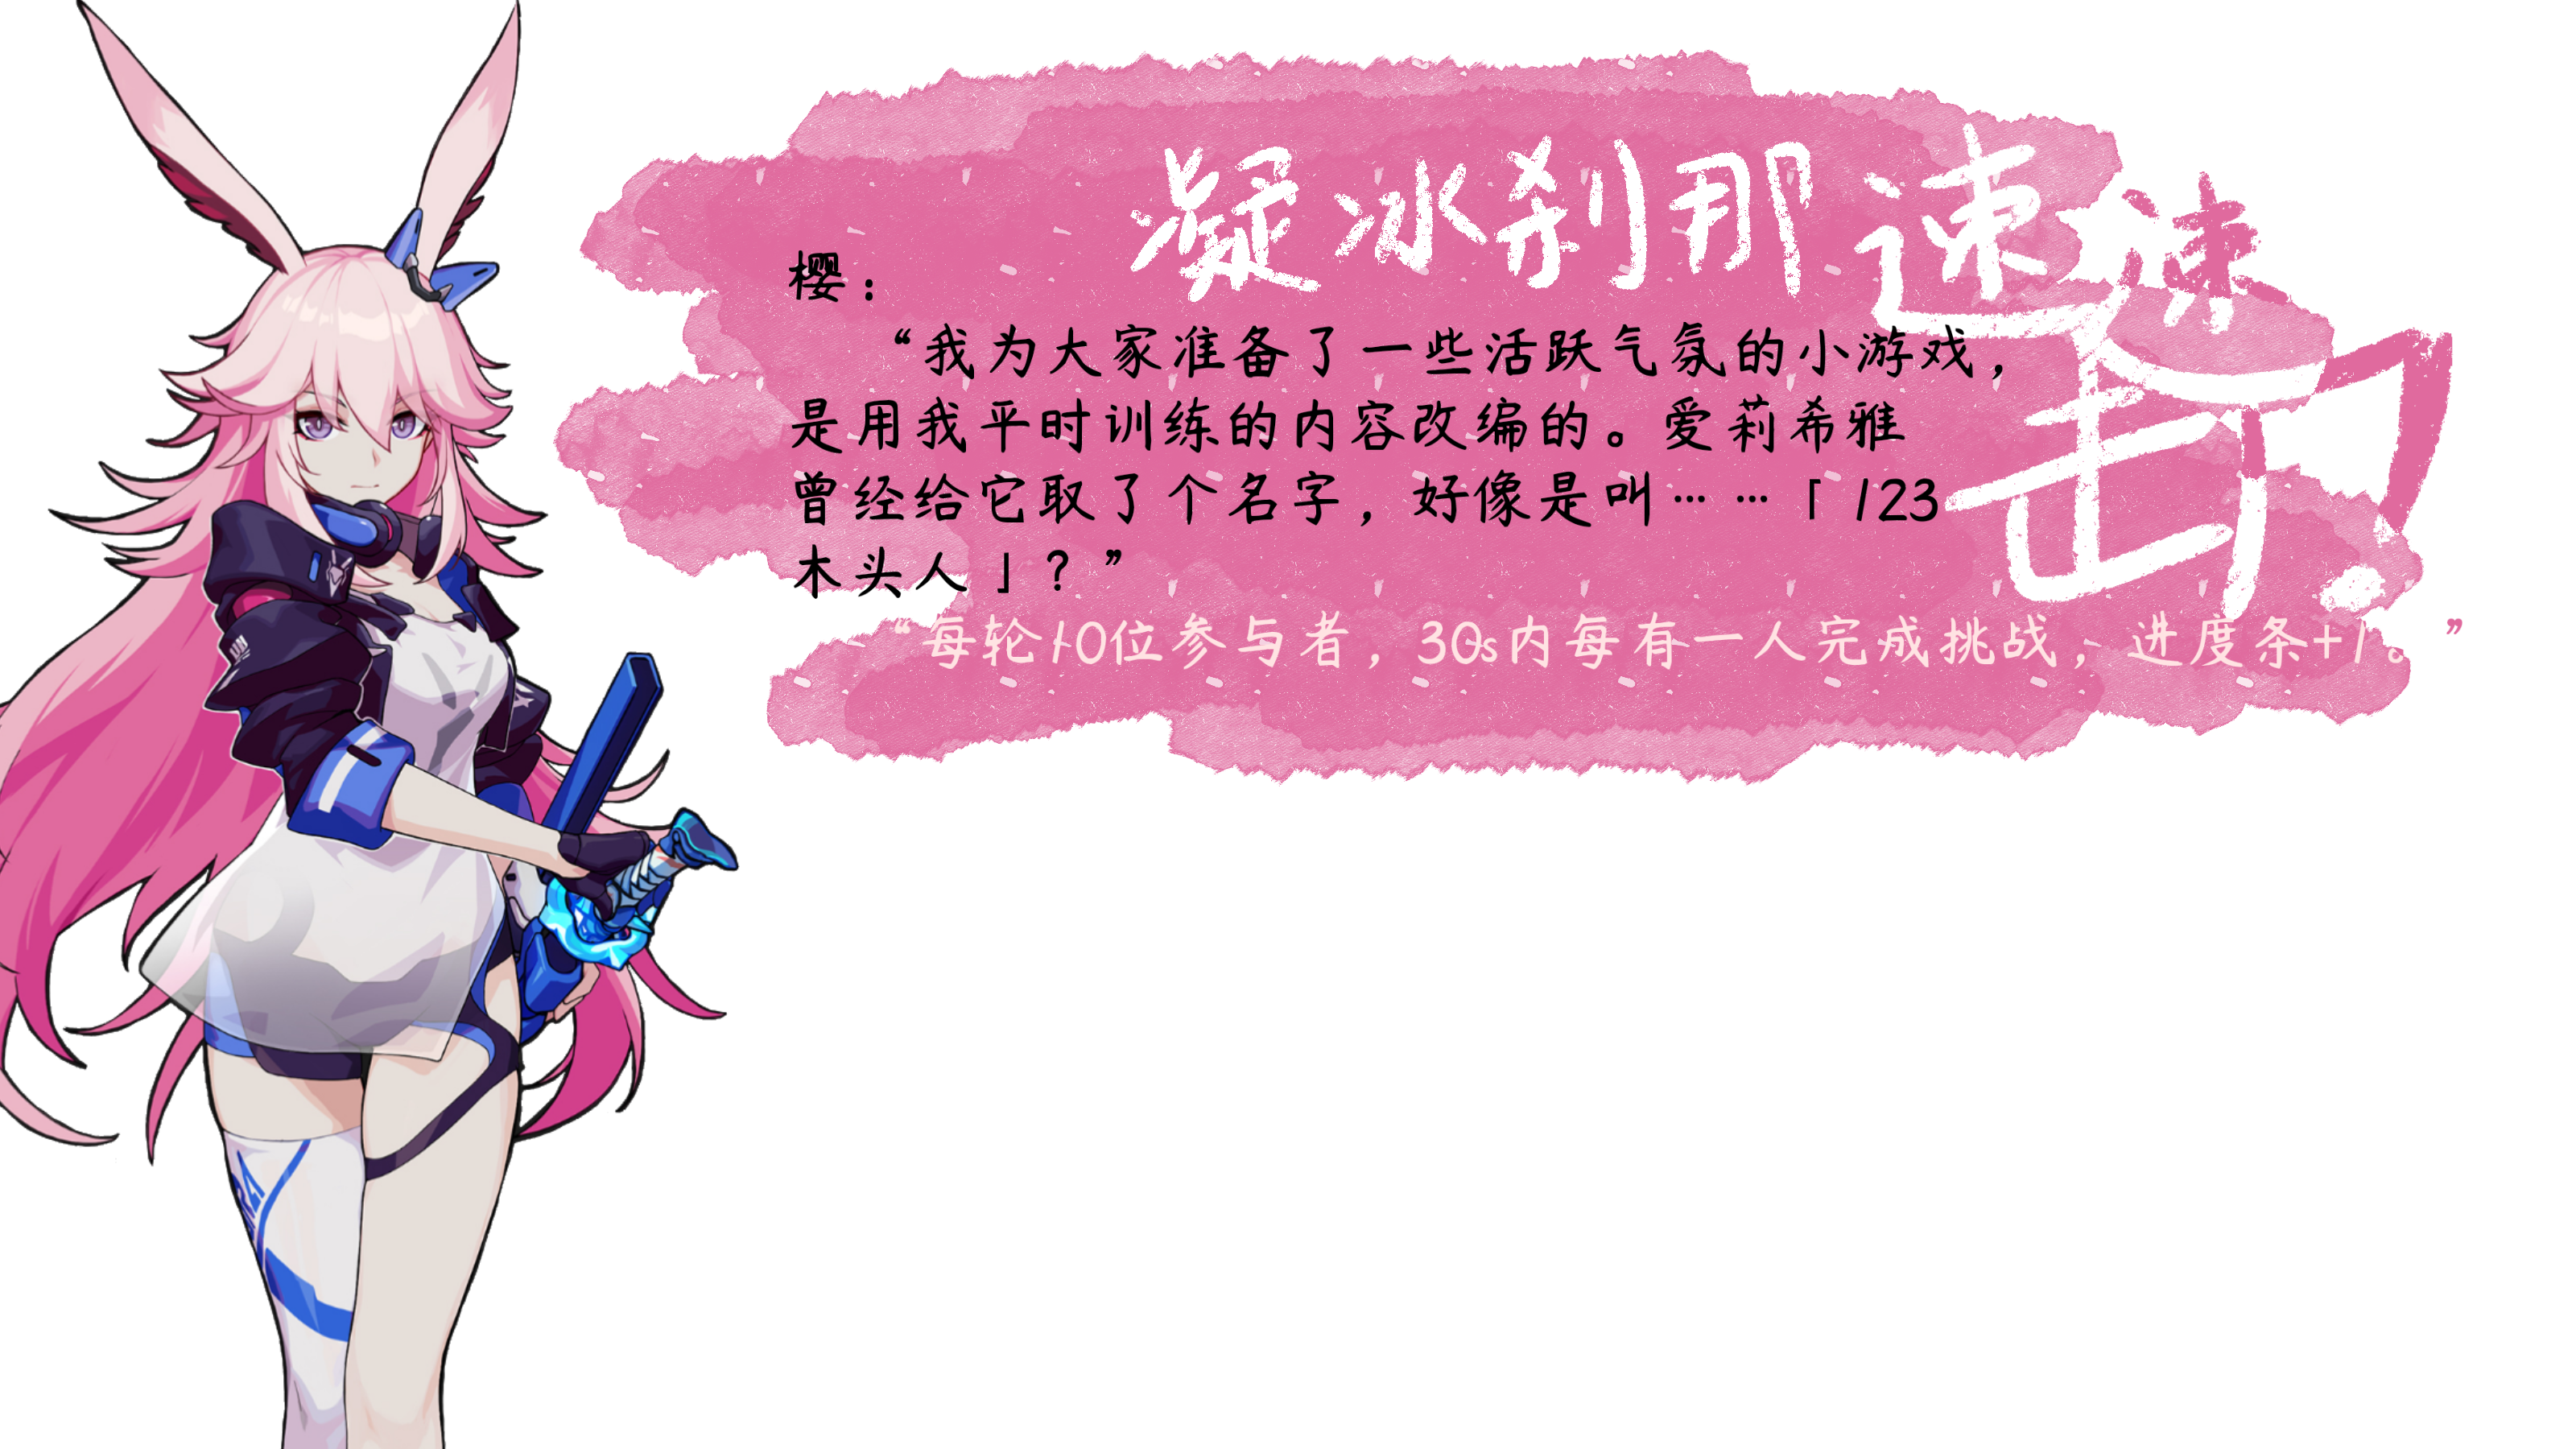 凝冰刹那速速击!
樱：
“我为大家准备了一些活跃气氛的小游戏，
是用我平时训练的内容改编的。爱莉希雅
曾经给它取了个名字，好像是叫……「123
木头人」？”
“每轮10位参与者，30s内每有一人完成挑战，进度条+1。”